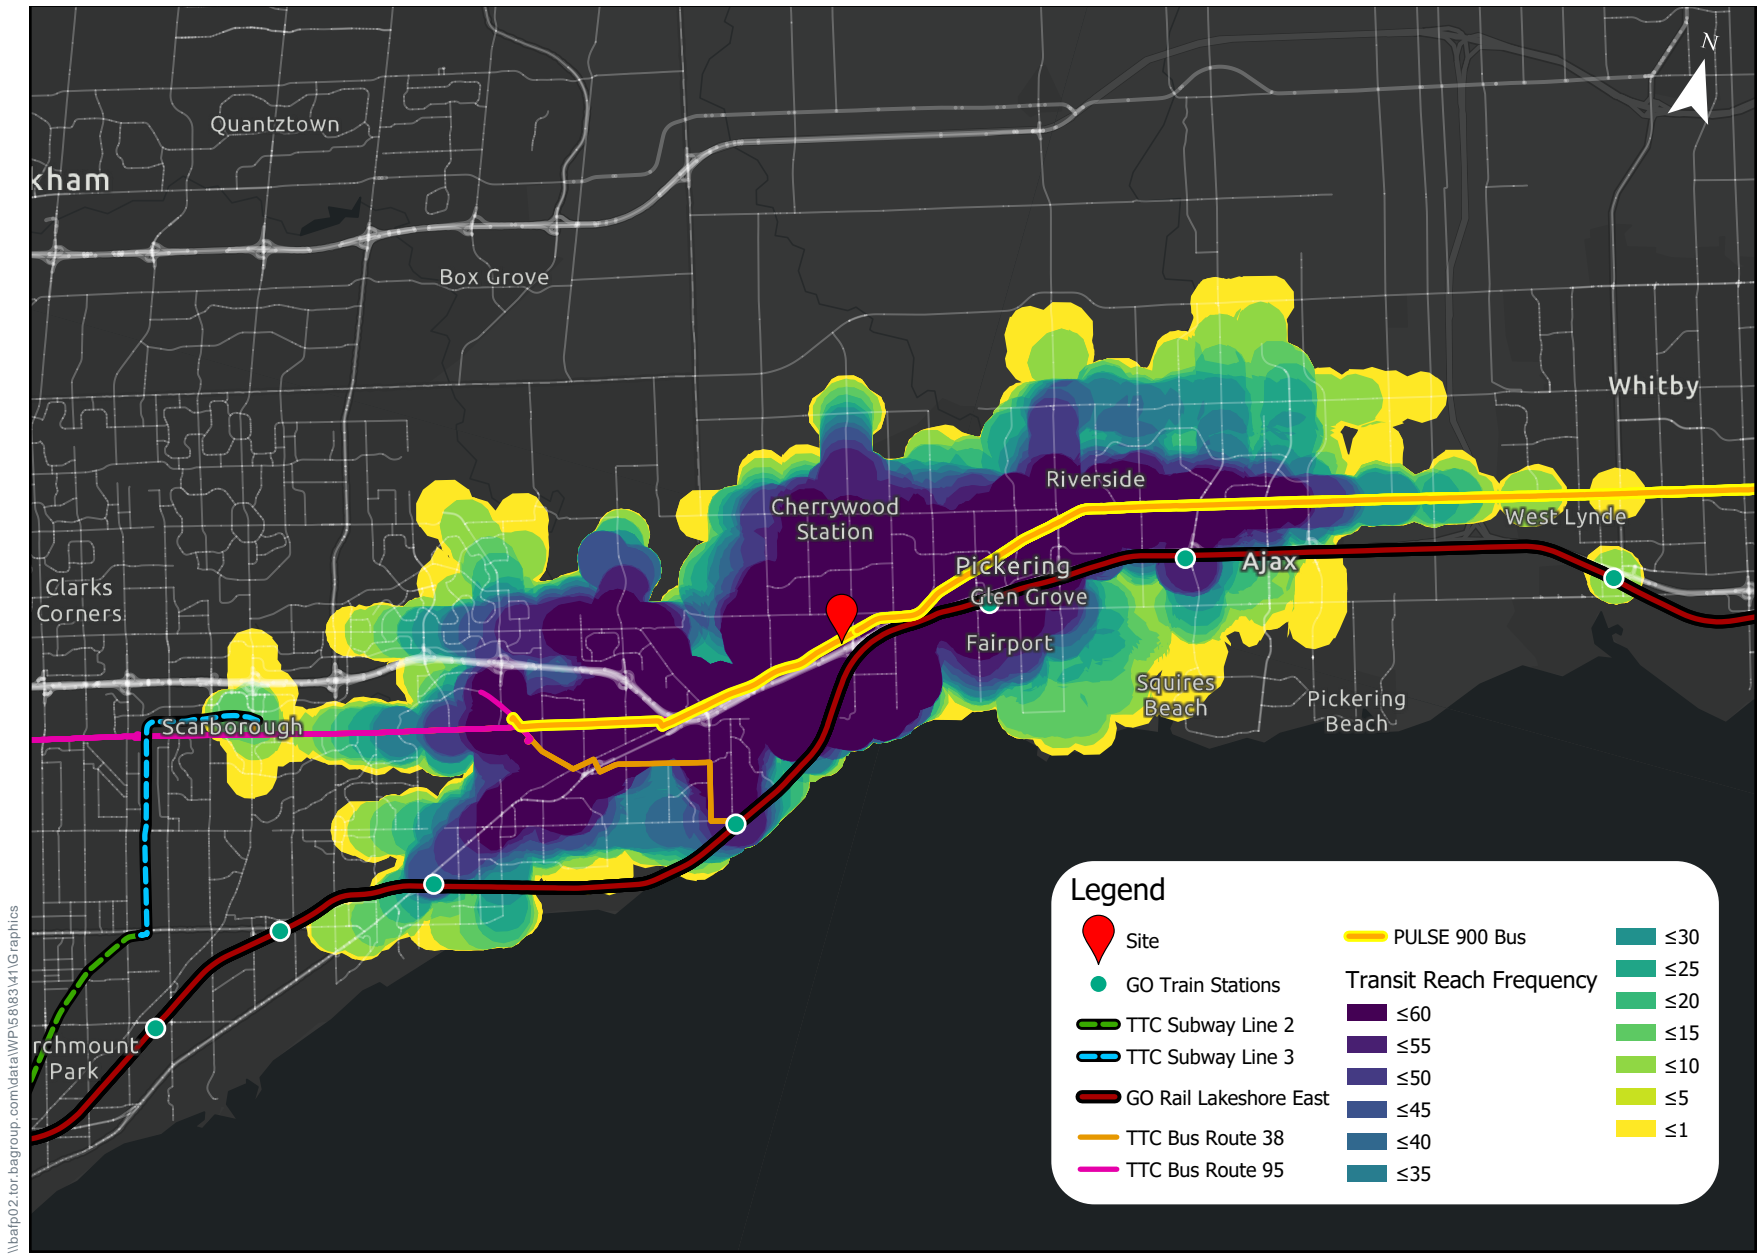 N
Quantztown
kham
Box Grove
Whitby
Riverside
Cherrywood
Station
West Lynde
Pickering
Ajax
Clarks
Corners
Glen Grove
Fairport
Squires
Beach
Pickering
Beach
Scarborough
rchmount
Park
Legend
Site
GO Train Stations
TTC Subway Line 2
TTC Subway Line 3
GO Rail Lakeshore East
TTC Bus Route 38
TTC Bus Route 95
PULSE 900 Bus
Transit Reach Frequency
≤60
≤55
≤50
≤45
≤40
≤35
≤30
≤25
≤20
≤15
≤10
≤5
≤1
\\bafp02.tor.bagroup.com\data\WP\58\83\41\Graphics